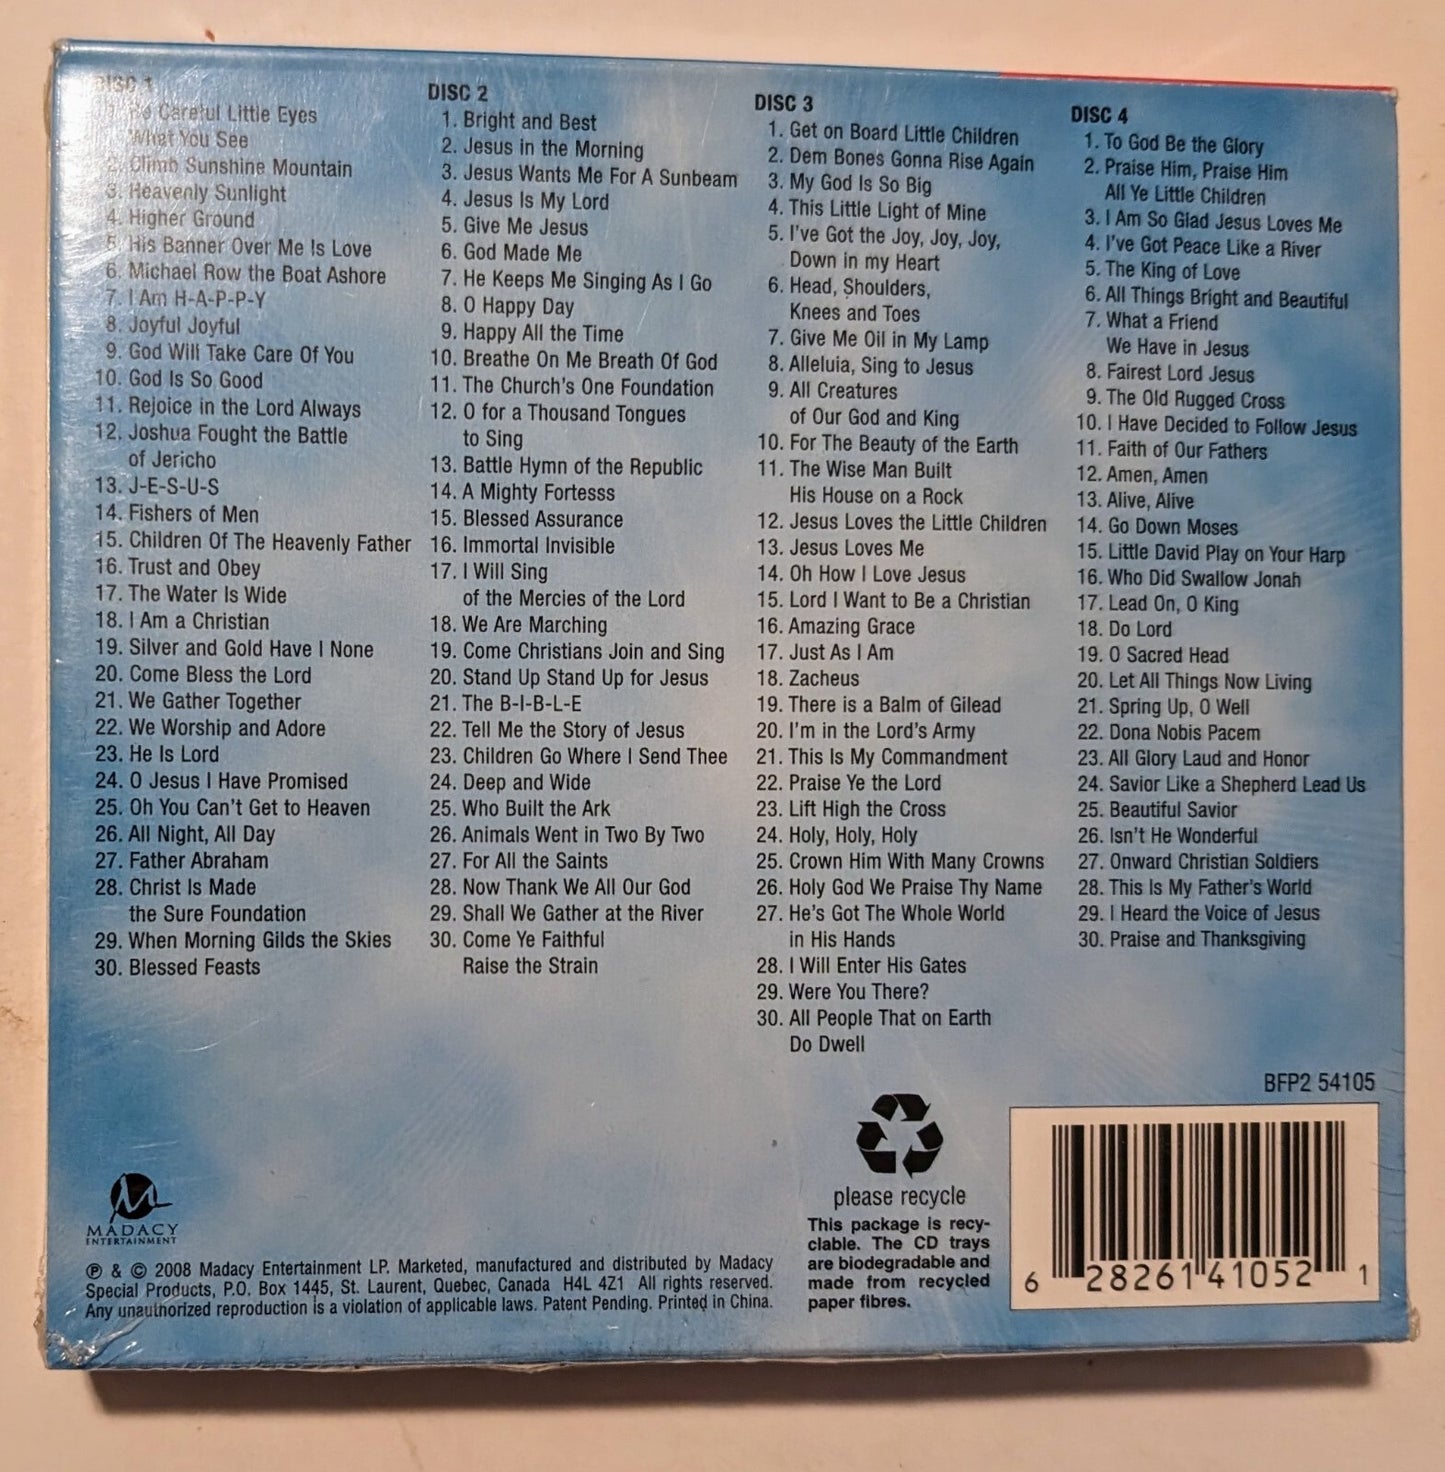 DISC 1
1. Be Careful Little Eyes
What You See
2. Climb Sunshine Mountain
3. Heavenly Sunlight
4. Higher Ground
5. His Banner Over Me Is Love
6. Michael Row the Boat Ashore
7. I Am H-A-P-P-Y
8. Joyful Joyful
9. God Will Take Care Of You
10. God Is So Good
11. Rejoice in the Lord Always
12. Joshua Fought the Battle
of Jericho
13. J-E-S-U-S
14. Fishers of Men
15. Children Of The Heavenly Father
16. Trust and Obey
17. The Water Is Wide
18. I Am a Christian
19. Silver and Gold Have I None
20. Come Bless the Lord
21. We Gather Together
22. We Worship and Adore
23. He Is Lord
24. O Jesus I Have Promised
25. Oh You Can't Get to Heaven
26. All Night, All Day
27. Father Abraham
28. Christ Is Made
the Sure Foundation
29. When Morning Gilds the Skies
30. Blessed Feasts
DISC 2
1. Bright and Best
2. Jesus in the Morning
3. Jesus Wants Me For A Sunbeam
4. Jesus Is My Lord
5. Give Me Jesus
6. God Made Me
7. He Keeps Me Singing As I Go
8. O Happy Day
9. Happy All the Time
10. Breathe On Me Breath Of God
11. The Church's One Foundation
12. O for a Thousand Tongues
to Sing
13. Battle Hymn of the Republic
14. A Mighty Fortesss
15. Blessed Assurance
16. Immortal Invisible
17. I Will Sing
of the Mercies of the Lord
18. We Are Marching
19. Come Christians Join and Sing
20. Stand Up Stand Up for Jesus
21. The B-I-B-L-E
22. Tell Me the Story of Jesus
23. Children Go Where I Send Thee
24. Deep and Wide
25. Who Built the Ark
26. Animals Went in Two By Two
27. For All the Saints
28. Now Thank We All Our God
29. Shall We Gather at the River
30. Come Ye Faithful
Raise the Strain
DISC 3
1. Get on Board Little Children
2. Dem Bones Gonna Rise Again
3. My God Is So Big
4. This Little Light of Mine
5. I've Got the Joy, Joy, Joy,
Down in my Heart
6. Head, Shoulders,
Knees and Toes
7. Give Me Oil in My Lamp
8. Alleluia, Sing to Jesus
9. All Creatures
of Our God and King
10. For The Beauty of the Earth
11. The Wise Man Built
His House on a Rock
12. Jesus Loves the Little Children
13. Jesus Loves Me
14. Oh How I Love Jesus
15. Lord I Want to Be a Christian
16. Amazing Grace
17. Just As I Am
18. Zacheus
19. There is a Balm of Gilead
20. I'm in the Lord's Army
21. This Is My Commandment
22. Praise Ye the Lord
23. Lift High the Cross
24. Holy, Holy, Holy
25. Crown Him With Many Crowns
26. Holy God We Praise Thy Name
27. He's Got The Whole World
in His Hands
28. I Will Enter His Gates
29. Were You There?
30. All People That on Earth
Do Dwell
DISC 4
1. To God Be the Glory
2. Praise Him, Praise Him
All Ye Little Children
3. I Am So Glad Jesus Loves Me
4. I've Got Peace Like a River
5. The King of Love
6. All Things Bright and Beautiful
7. What a Friend
We Have in Jesus
8. Fairest Lord Jesus
9. The Old Rugged Cross
10. I Have Decided to Follow Jesus
11. Faith of Our Fathers
12. Amen, Amen
13. Alive, Alive
14. Go Down Moses
15. Little David Play on Your Harp
16. Who Did Swallow Jonah
17. Lead On, O King
18. Do Lord
19. O Sacred Head
20. Let All Things Now Living
21. Spring Up, O Well
22. Dona Nobis Pacem
23. All Glory Laud and Honor
24. Savior Like a Shepherd Lead Us
25. Beautiful Savior
26. Isn't He Wonderful
27. Onward Christian Soldiers
28. This Is My Father's World
29. I Heard the Voice of Jesus
30. Praise and Thanksgiving
MADACY
ENTERTAINMENT
℗ & © 2008 Madacy Entertainment LP. Marketed, manufactured and distributed by Madacy
Special Products, P.O. Box 1445, St. Laurent, Quebec, Canada H4L 4Z1 All rights reserved.
Any unauthorized reproduction is a violation of applicable laws. Patent Pending. Printed in China.
please recycle
This package is recy-
clable. The CD trays
are biodegradable and
made from recycled
paper fibres.
BFP2 54105
6 28261 41052 1